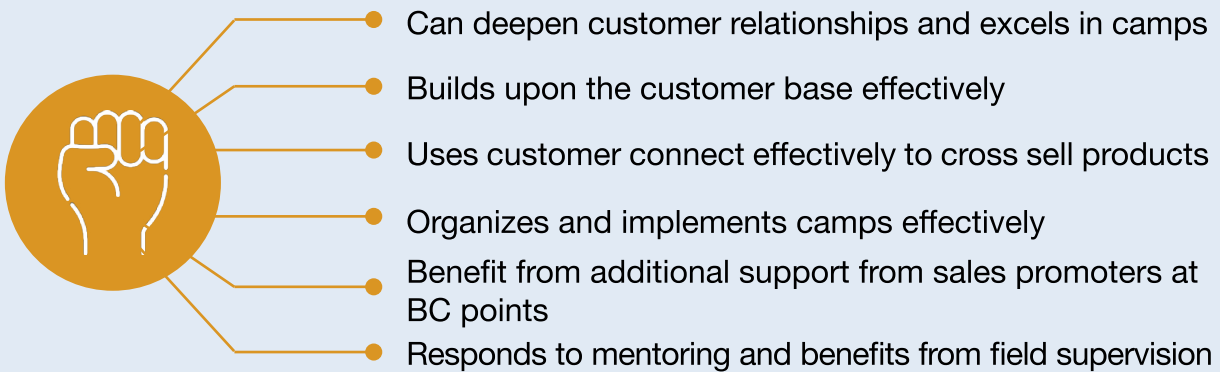 Can deepen customer relationships and excels in camps
Builds upon the customer base effectively
Uses customer connect effectively to cross sell products
Organizes and implements camps effectively
Benefit from additional support from sales promoters at
BC points
Responds to mentoring and benefits from field supervision